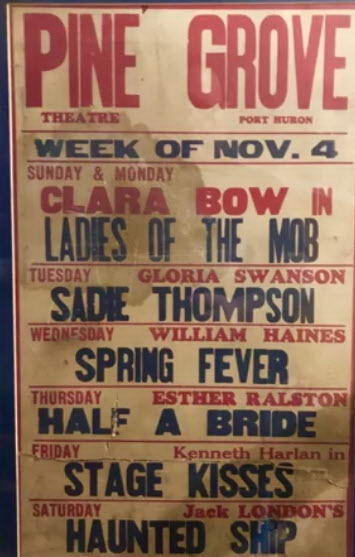 PINE GROVE
THEATRE PORT HURON
WEEK OF NOV. 4
SUNDAY & MONDAY
CLARA BOW IN
LADIES OF THE MOB
TUESDAY GLORIA SWANSON
SADIE THOMPSON
WEDNESDAY WILLIAM HAINES
SPRING FEVER
THURSDAY ESTHER RALSTON
HALF A BRIDE
FRIDAY Kenneth Harlan in
STAGE KISSES
SATURDAY Jack LONDON'S
HAUNTED SHIP